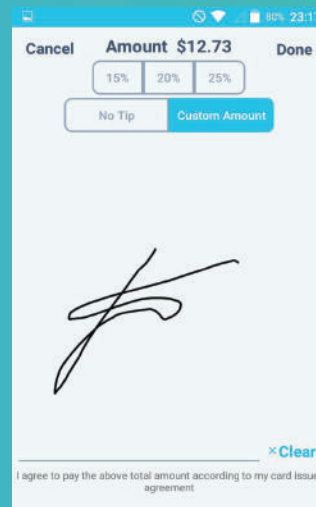 80% 23:1
Cancel Amount $12.73 Done
15% 20% 25%
No Tip Custom Amount
×Clear
I agree to pay the above total amount according to my card issue
agreement